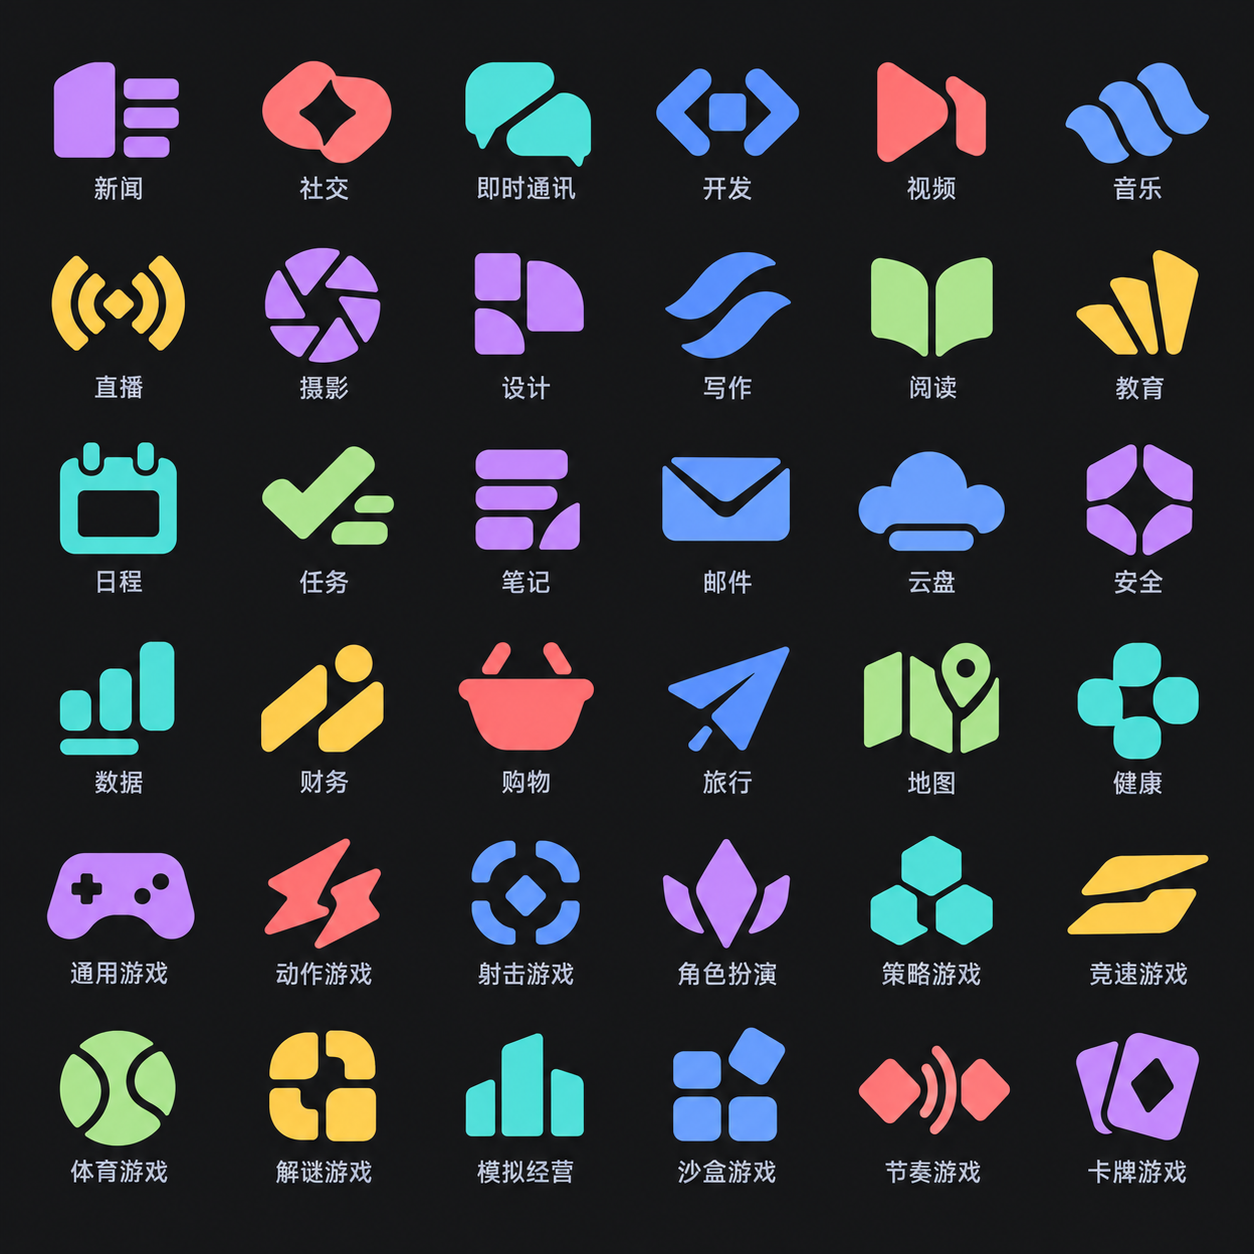 新闻
社交
即时通讯
开发
视频
音乐
直播
摄影
设计
写作
阅读
教育
日程
任务
笔记
邮件
云盘
安全
数据
财务
购物
旅行
地图
健康
通用游戏
动作游戏
射击游戏
角色扮演
策略游戏
竞速游戏
体育游戏
解谜游戏
模拟经营
沙盒游戏
节奏游戏
卡牌游戏